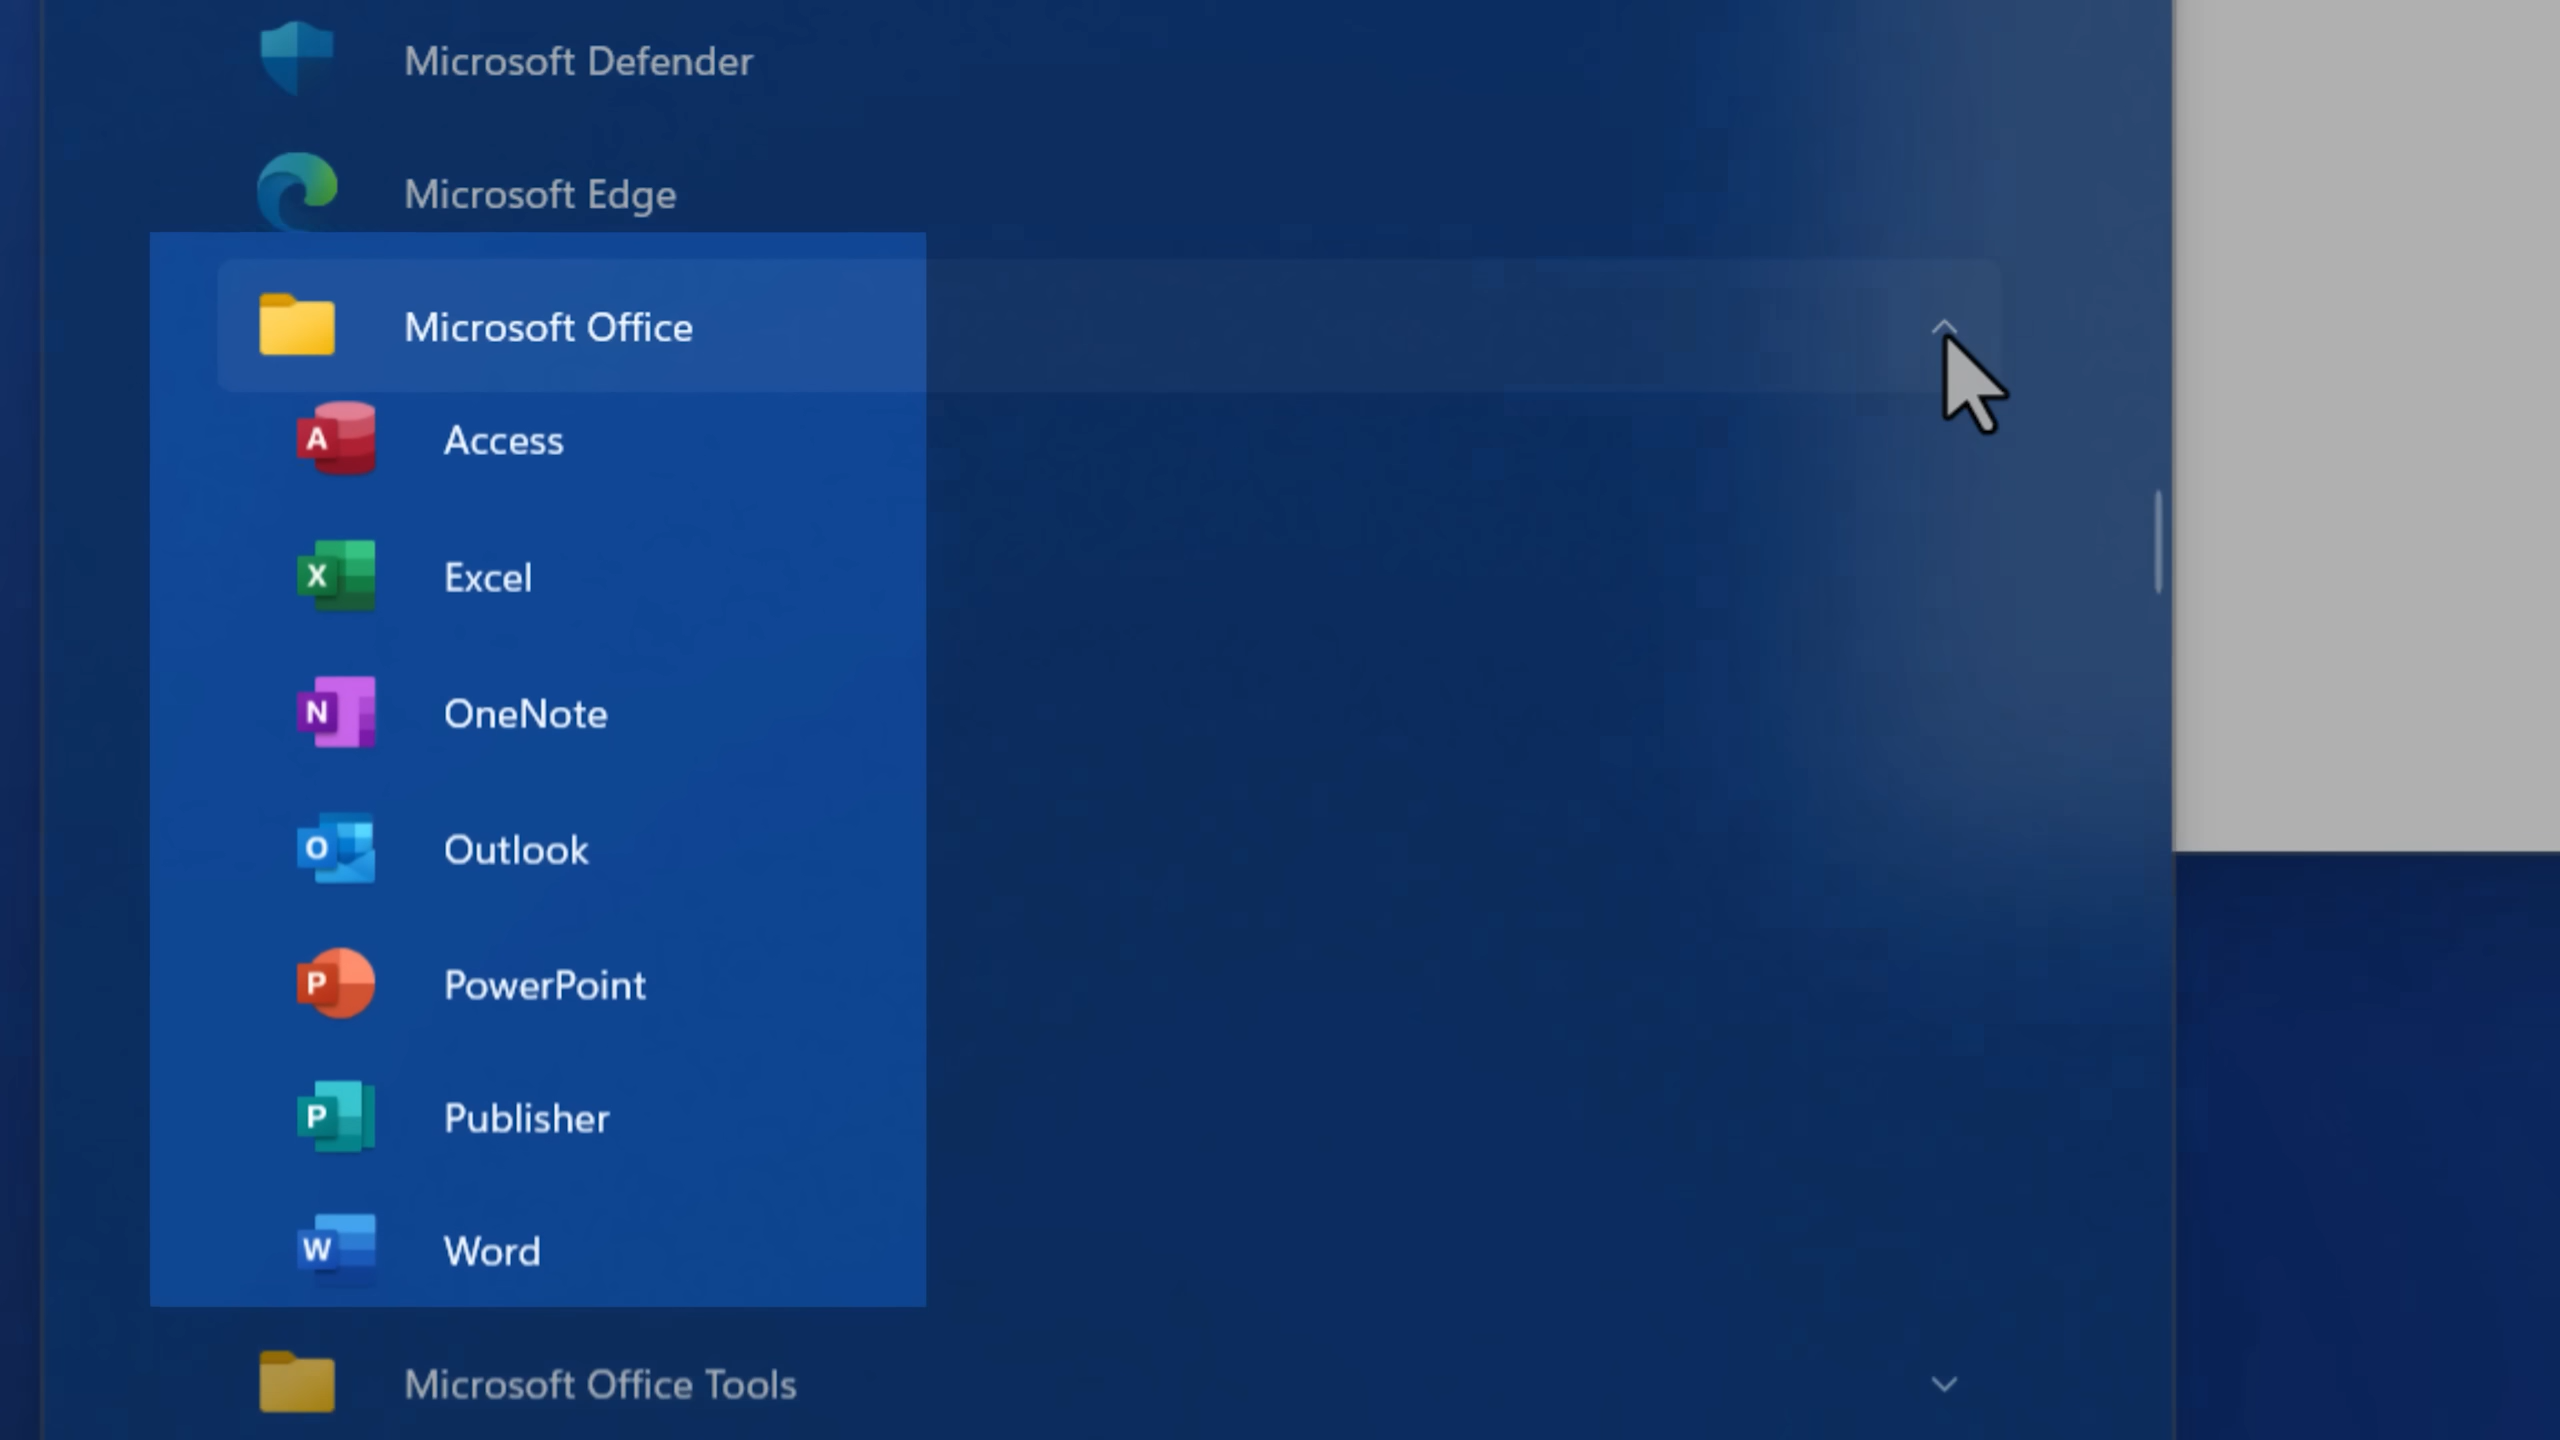 Microsoft Defender
Microsoft Edge
Microsoft Office
A Access
X Excel
N OneNote
O Outlook
P PowerPoint
P Publisher
W Word
Microsoft Office Tools